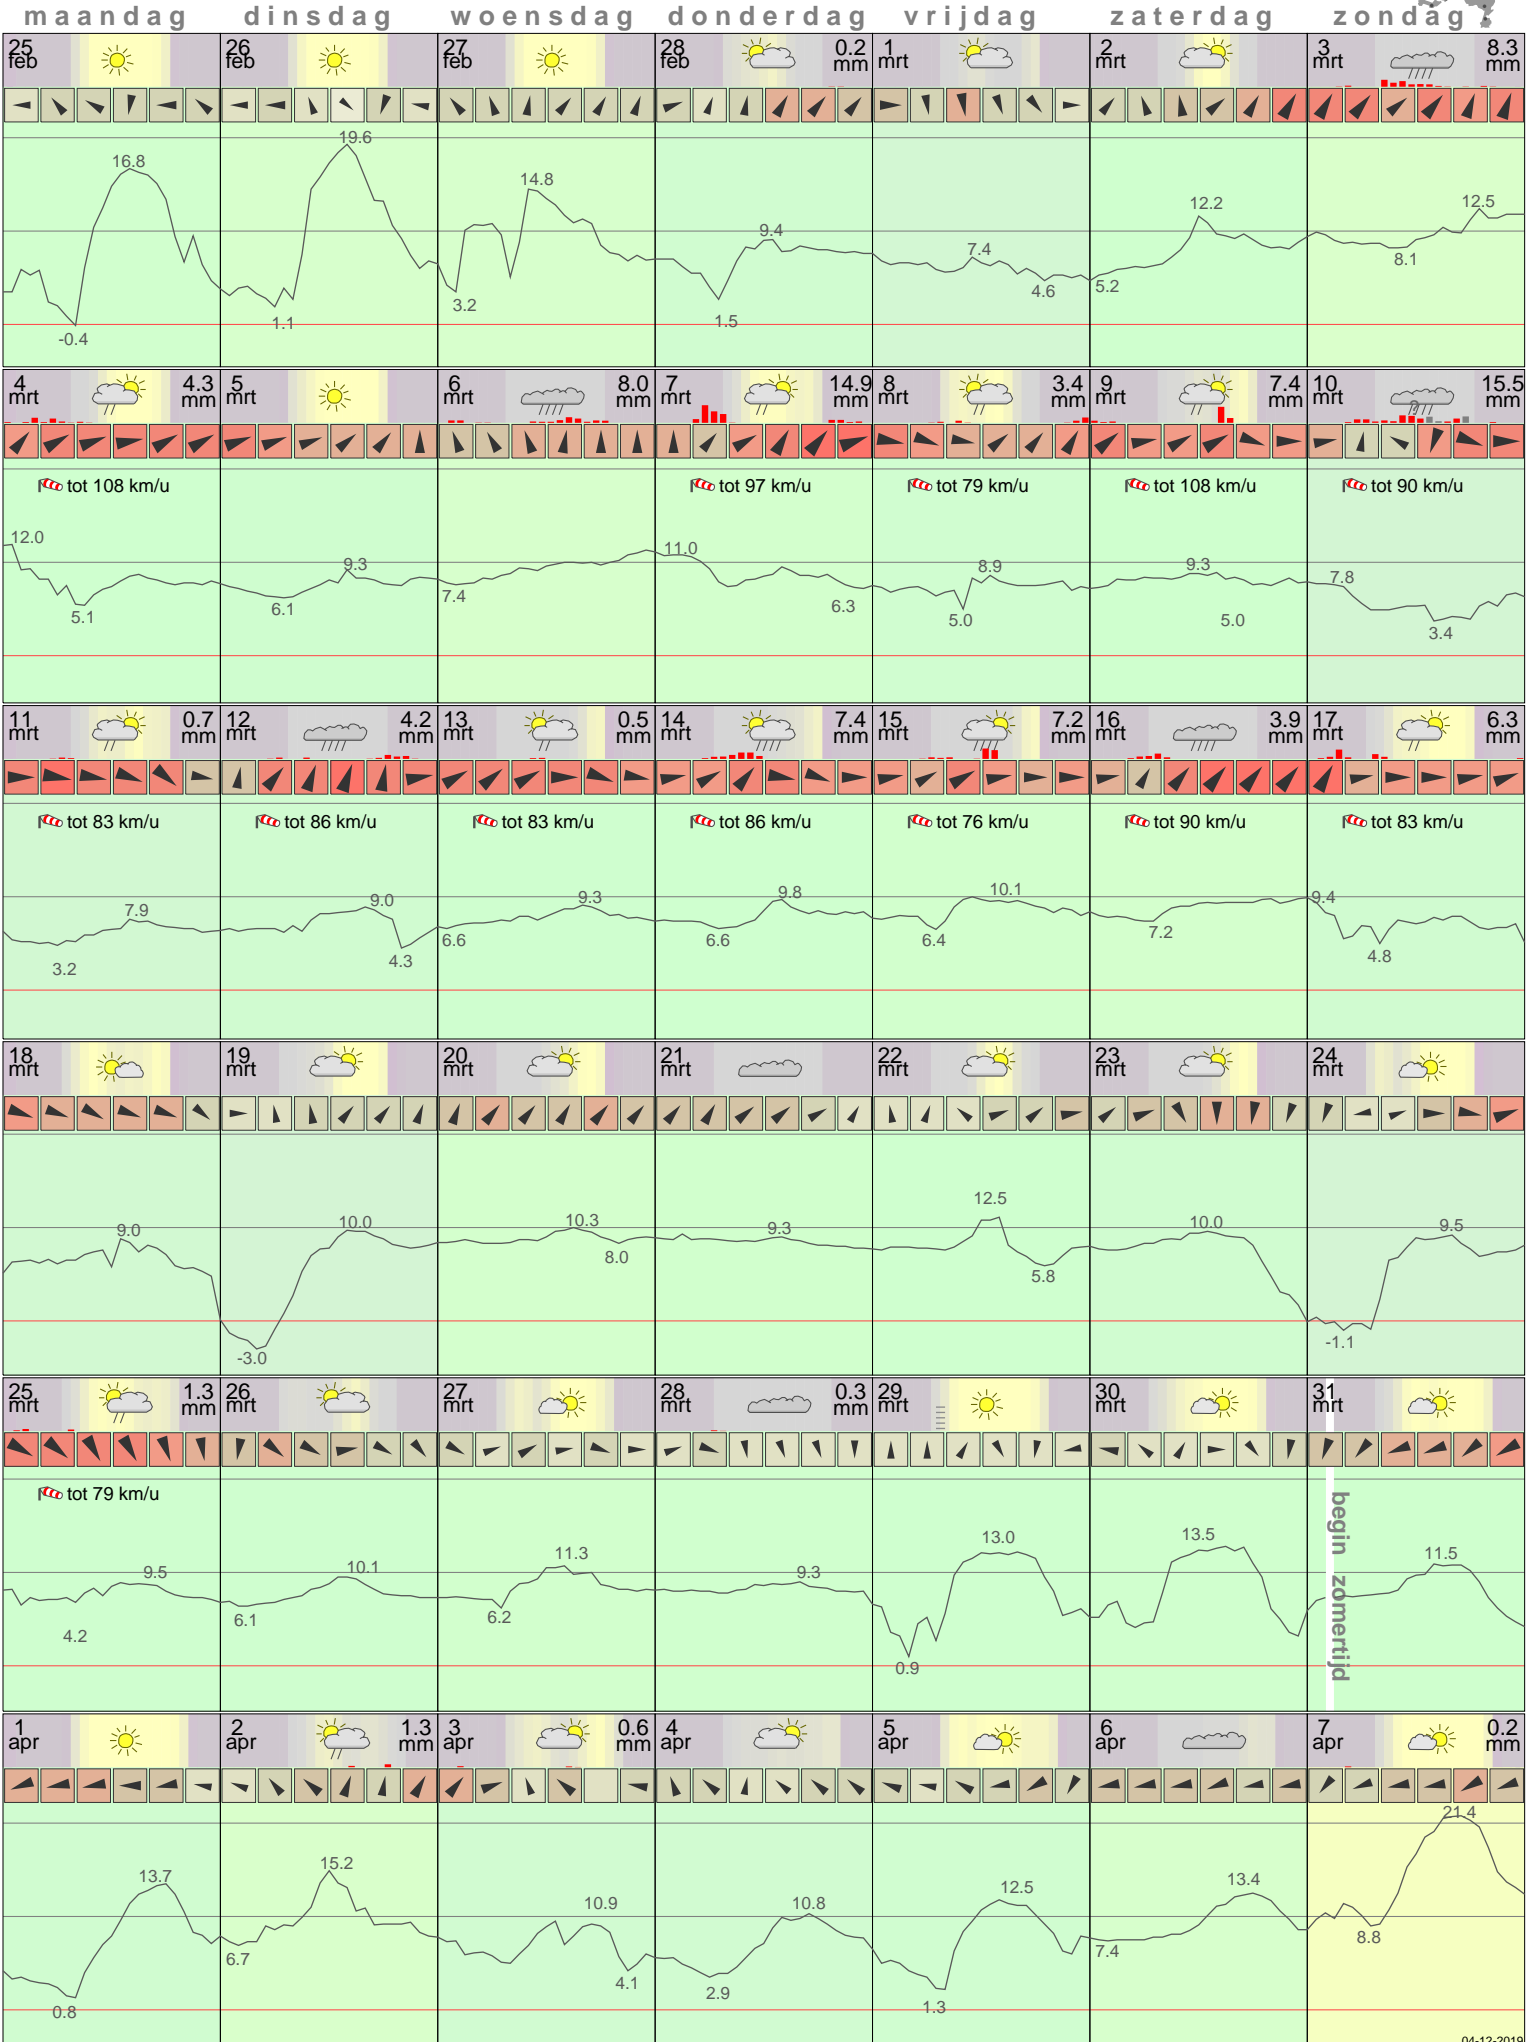 maandag dinsdag woensdag donderdag vrijdag zaterdag zondag
25 feb 26 feb 27 feb 28 feb 0.2 mm 1 mrt 2 mrt 3 mrt 8.3 mm
16.8 -0.4 19.6 1.1 14.8 3.2 9.4 1.5 7.4 4.6 12.2 5.2 12.5 8.1
4 mrt 4.3 mm 5 mrt 6 mrt 8.0 mm 7 mrt 14.9 mm 8 mrt 3.4 mm 9 mrt 7.4 mm 10 mrt 15.5 mm
tot 108 km/u tot 97 km/u tot 79 km/u tot 108 km/u tot 90 km/u
12.0 5.1 9.3 6.1 7.4 11.0 6.3 8.9 5.0 9.3 5.0 7.8 3.4
11 mrt 0.7 mm 12 mrt 4.2 mm 13 mrt 0.5 mm 14 mrt 7.4 mm 15 mrt 7.2 mm 16 mrt 3.9 mm 17 mrt 6.3 mm
tot 83 km/u tot 86 km/u tot 83 km/u tot 86 km/u tot 76 km/u tot 90 km/u tot 83 km/u
7.9 3.2 9.0 4.3 9.3 6.6 9.8 6.6 10.1 6.4 7.2 9.4 4.8
18 mrt 19 mrt 20 mrt 21 mrt 22 mrt 23 mrt 24 mrt
9.0 10.0 -3.0 10.3 8.0 9.3 12.5 5.8 10.0 9.5 -1.1
25 mrt 1.3 mm 26 mrt 27 mrt 28 mrt 0.3 mm 29 mrt 30 mrt 31 mrt
tot 79 km/u
9.5 4.2 10.1 6.1 11.3 6.2 9.3 13.0 0.9 13.5 11.5
begin zomertijd
1 apr 2 apr 1.3 mm 3 apr 0.6 mm 4 apr 5 apr 6 apr 7 apr 0.2 mm
13.7 0.8 15.2 6.7 10.9 4.1 10.8 2.9 12.5 1.3 13.4 7.4 21.4 8.8
04-12-2019